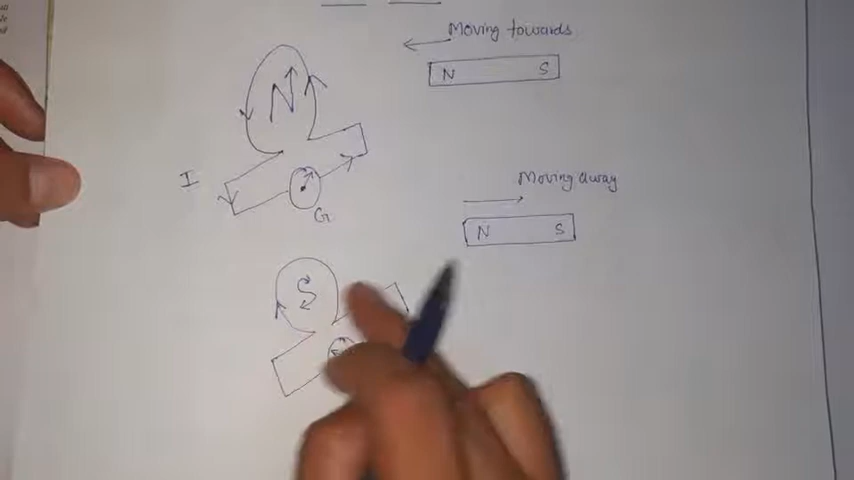 Moving towards
N
N S
I
G
Moving away
N S
S